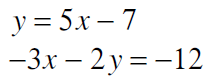 y = 5x – 7
–3x – 2y = –12